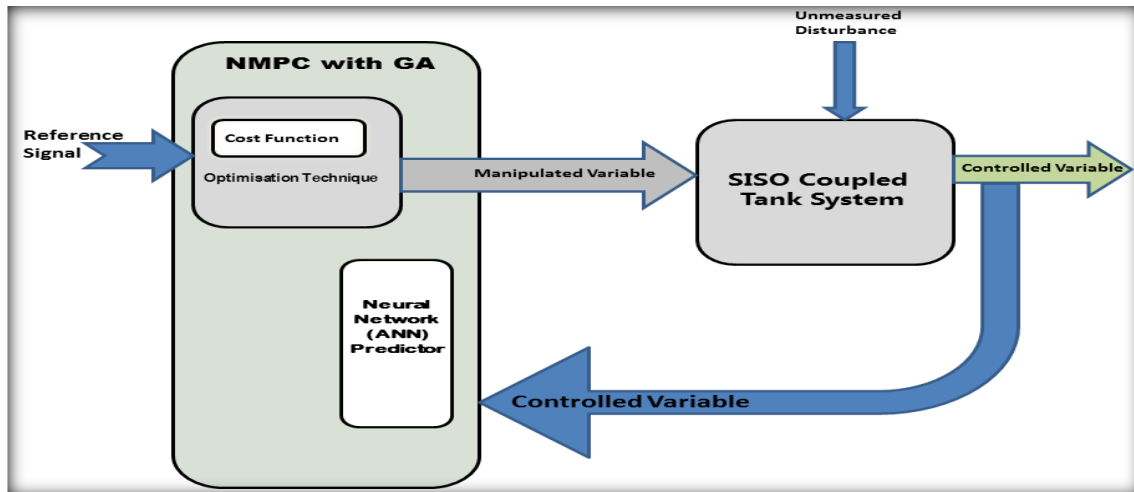 Unmeasured
Disturbance
NMPC with GA
Reference
Signal
Cost Function
Optimisation Technique
Manipulated Variable
SISO Coupled
Tank System
Controlled Variable
Neural
Network
(ANN)
Predictor
Controlled Variable